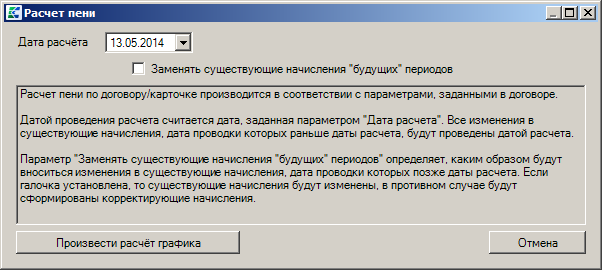 Расчет пени
Дата расчёта
13.05.2014
Заменять существующие начисления "будущих" периодов
Расчет пени по договору/карточке производится в соответствии с параметрами, заданными в договоре.
Датой проведения расчета считается дата, заданная параметром "Дата расчета". Все изменения в
существующие начисления, дата проводки которых раньше даты расчета, будут проведены датой расчета.
Параметр "Заменять существующие начисления "будущих" периодов" определяет, каким образом будут
вноситься изменения в существующие начисления, дата проводки которых позже даты расчета. Если
галочка установлена, то существующие начисления будут изменены, в противном случае будут
сформированы корректирующие начисления.
Произвести расчёт графика
Отмена